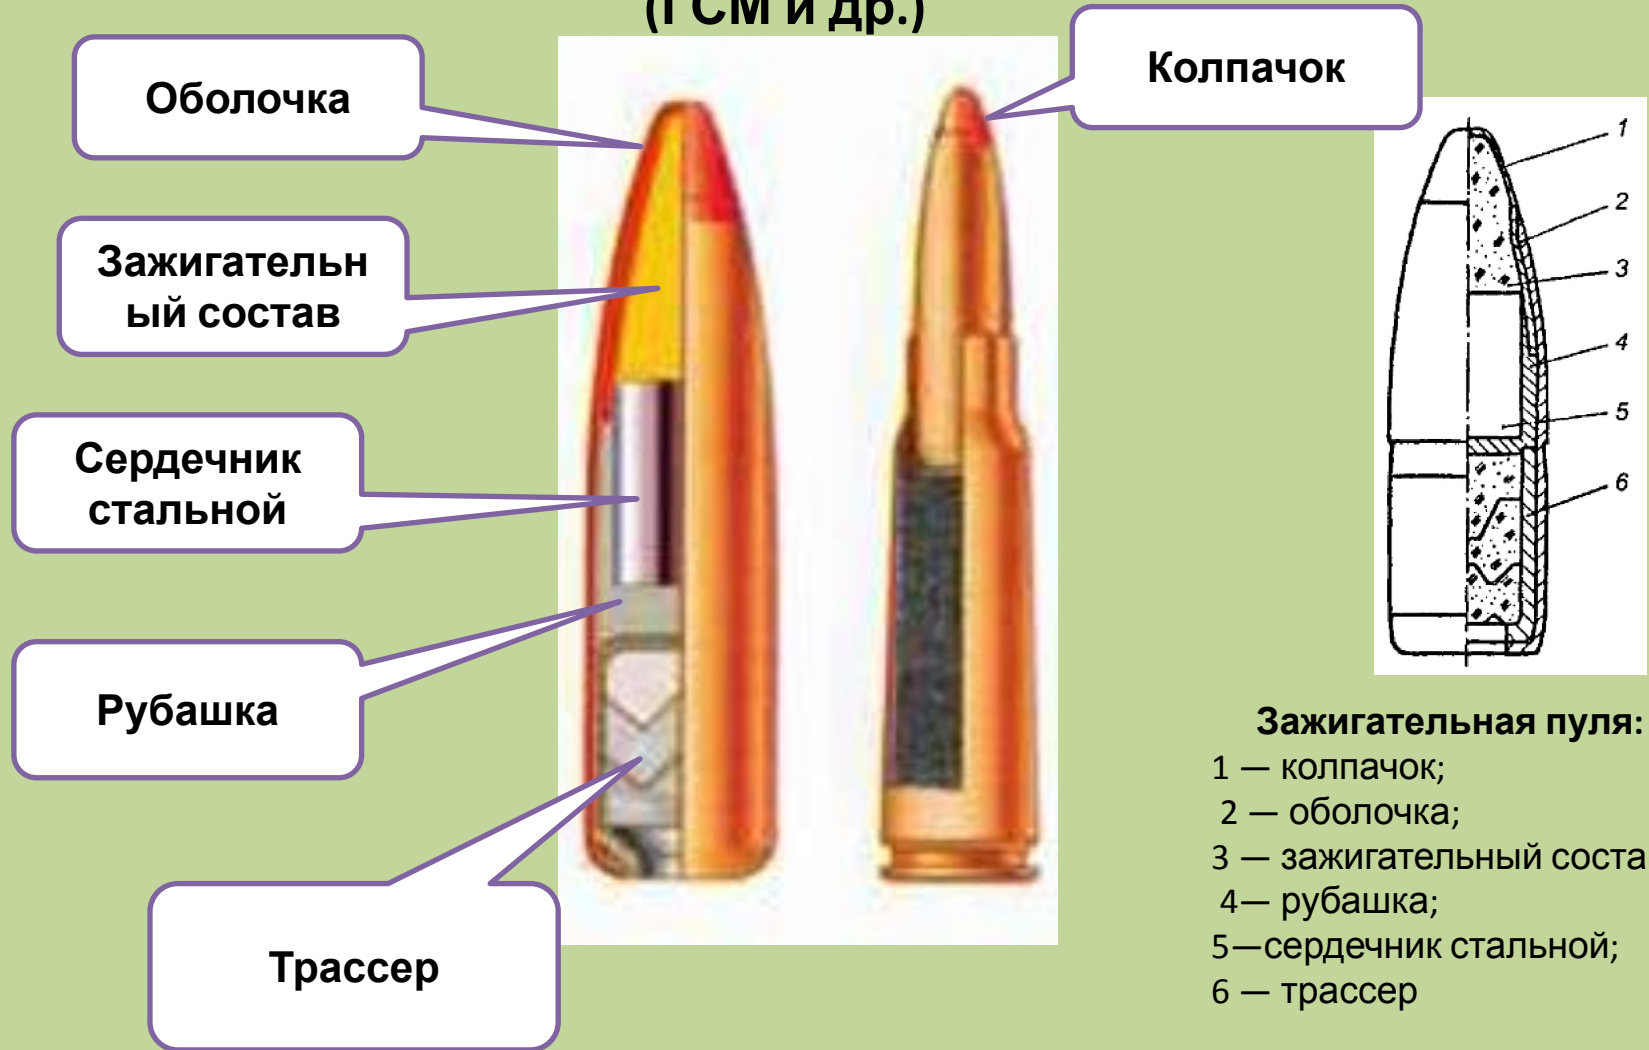 (ГСМ и др.)
Оболочка
Колпачок
Зажигательн
ый состав
Сердечник
стальной
Рубашка
Трассер
1
2
3
4
5
6
Зажигательная пуля:
1 — колпачок;
2 — оболочка;
3 — зажигательный соста
4— рубашка;
5—сердечник стальной;
6 — трассер